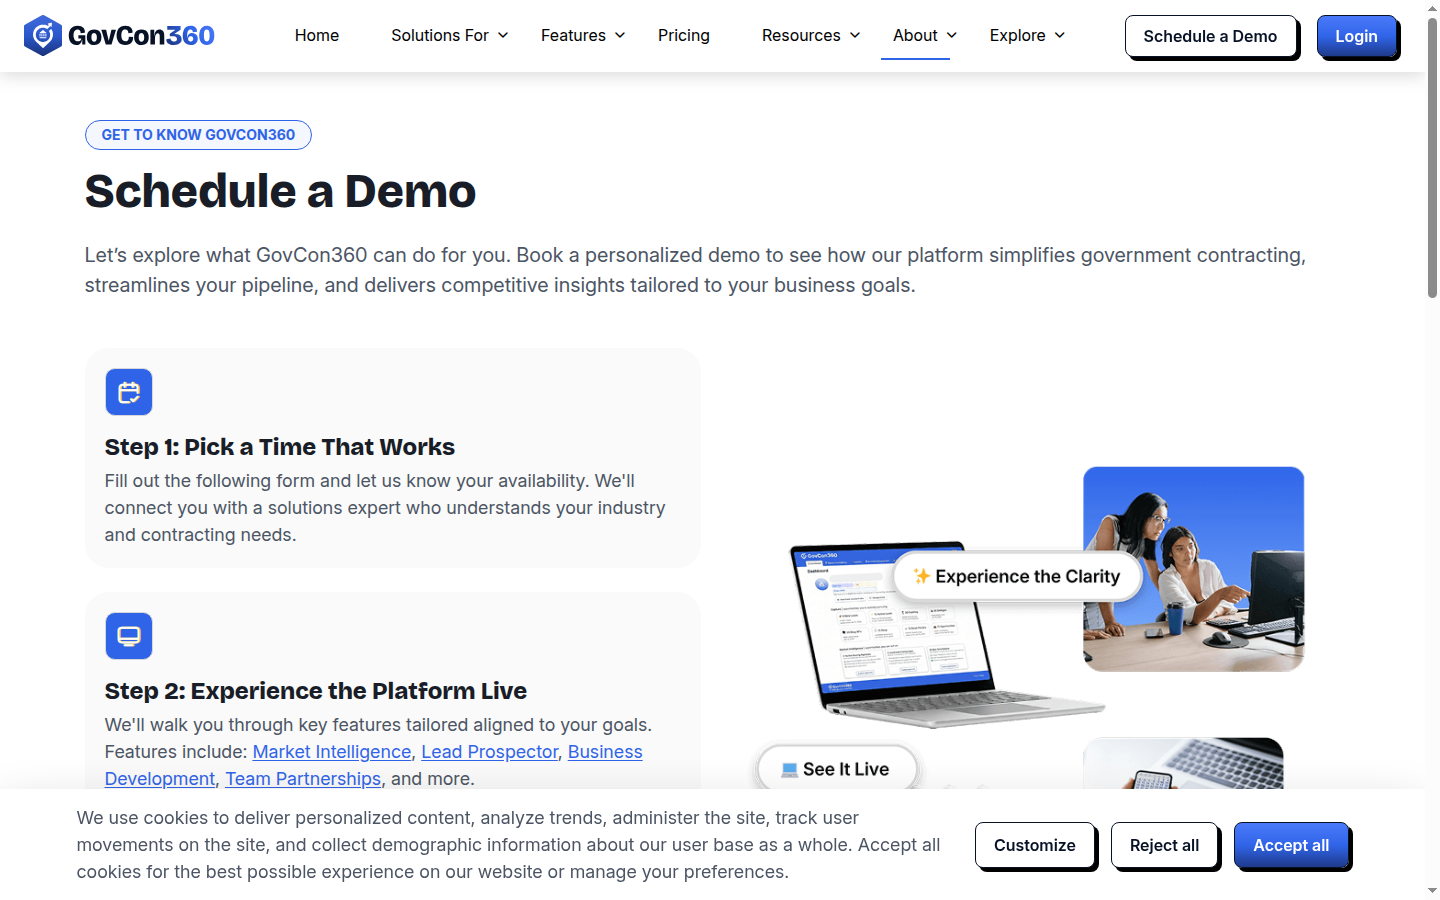 GovCon360
Home
Solutions For
Features
Pricing
Resources
About
Explore
Schedule a Demo
Login
GET TO KNOW GOVCON360
Schedule a Demo
Let’s explore what GovCon360 can do for you. Book a personalized demo to see how our platform simplifies government contracting,
streamlines your pipeline, and delivers competitive insights tailored to your business goals.
Step 1: Pick a Time That Works
Fill out the following form and let us know your availability. We'll
connect you with a solutions expert who understands your industry
and contracting needs.
Step 2: Experience the Platform Live
We'll walk you through key features tailored aligned to your goals.
Features include: Market Intelligence, Lead Prospector, Business
Development, Team Partnerships, and more.
GovCon360
Dashboard
✨ Experience the Clarity
💻 See It Live
We use cookies to deliver personalized content, analyze trends, administer the site, track user
movements on the site, and collect demographic information about our user base as a whole. Accept all
cookies for the best possible experience on our website or manage your preferences.
Customize
Reject all
Accept all